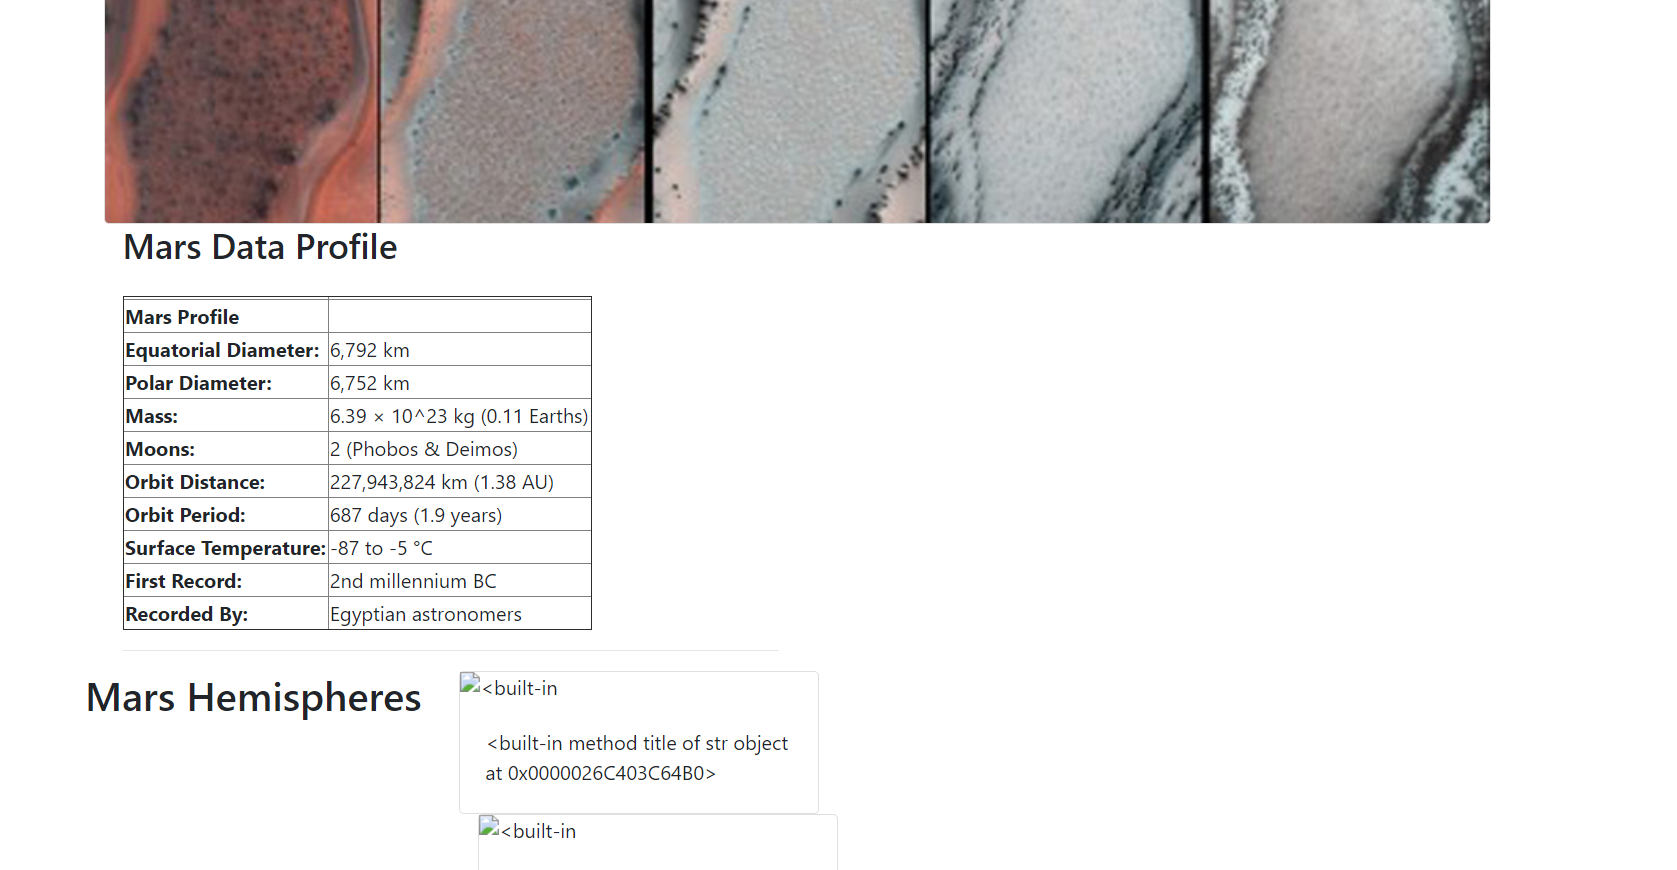 Mars Data Profile
Mars Profile
Equatorial Diameter: 6,792 km
Polar Diameter: 6,752 km
Mass: 6.39 × 10^23 kg (0.11 Earths)
Moons: 2 (Phobos & Deimos)
Orbit Distance: 227,943,824 km (1.38 AU)
Orbit Period: 687 days (1.9 years)
Surface Temperature: -87 to -5 °C
First Record: 2nd millennium BC
Recorded By: Egyptian astronomers
Mars Hemispheres
<built-in
<built-in method title of str object
at 0x0000026C403C64B0>
<built-in